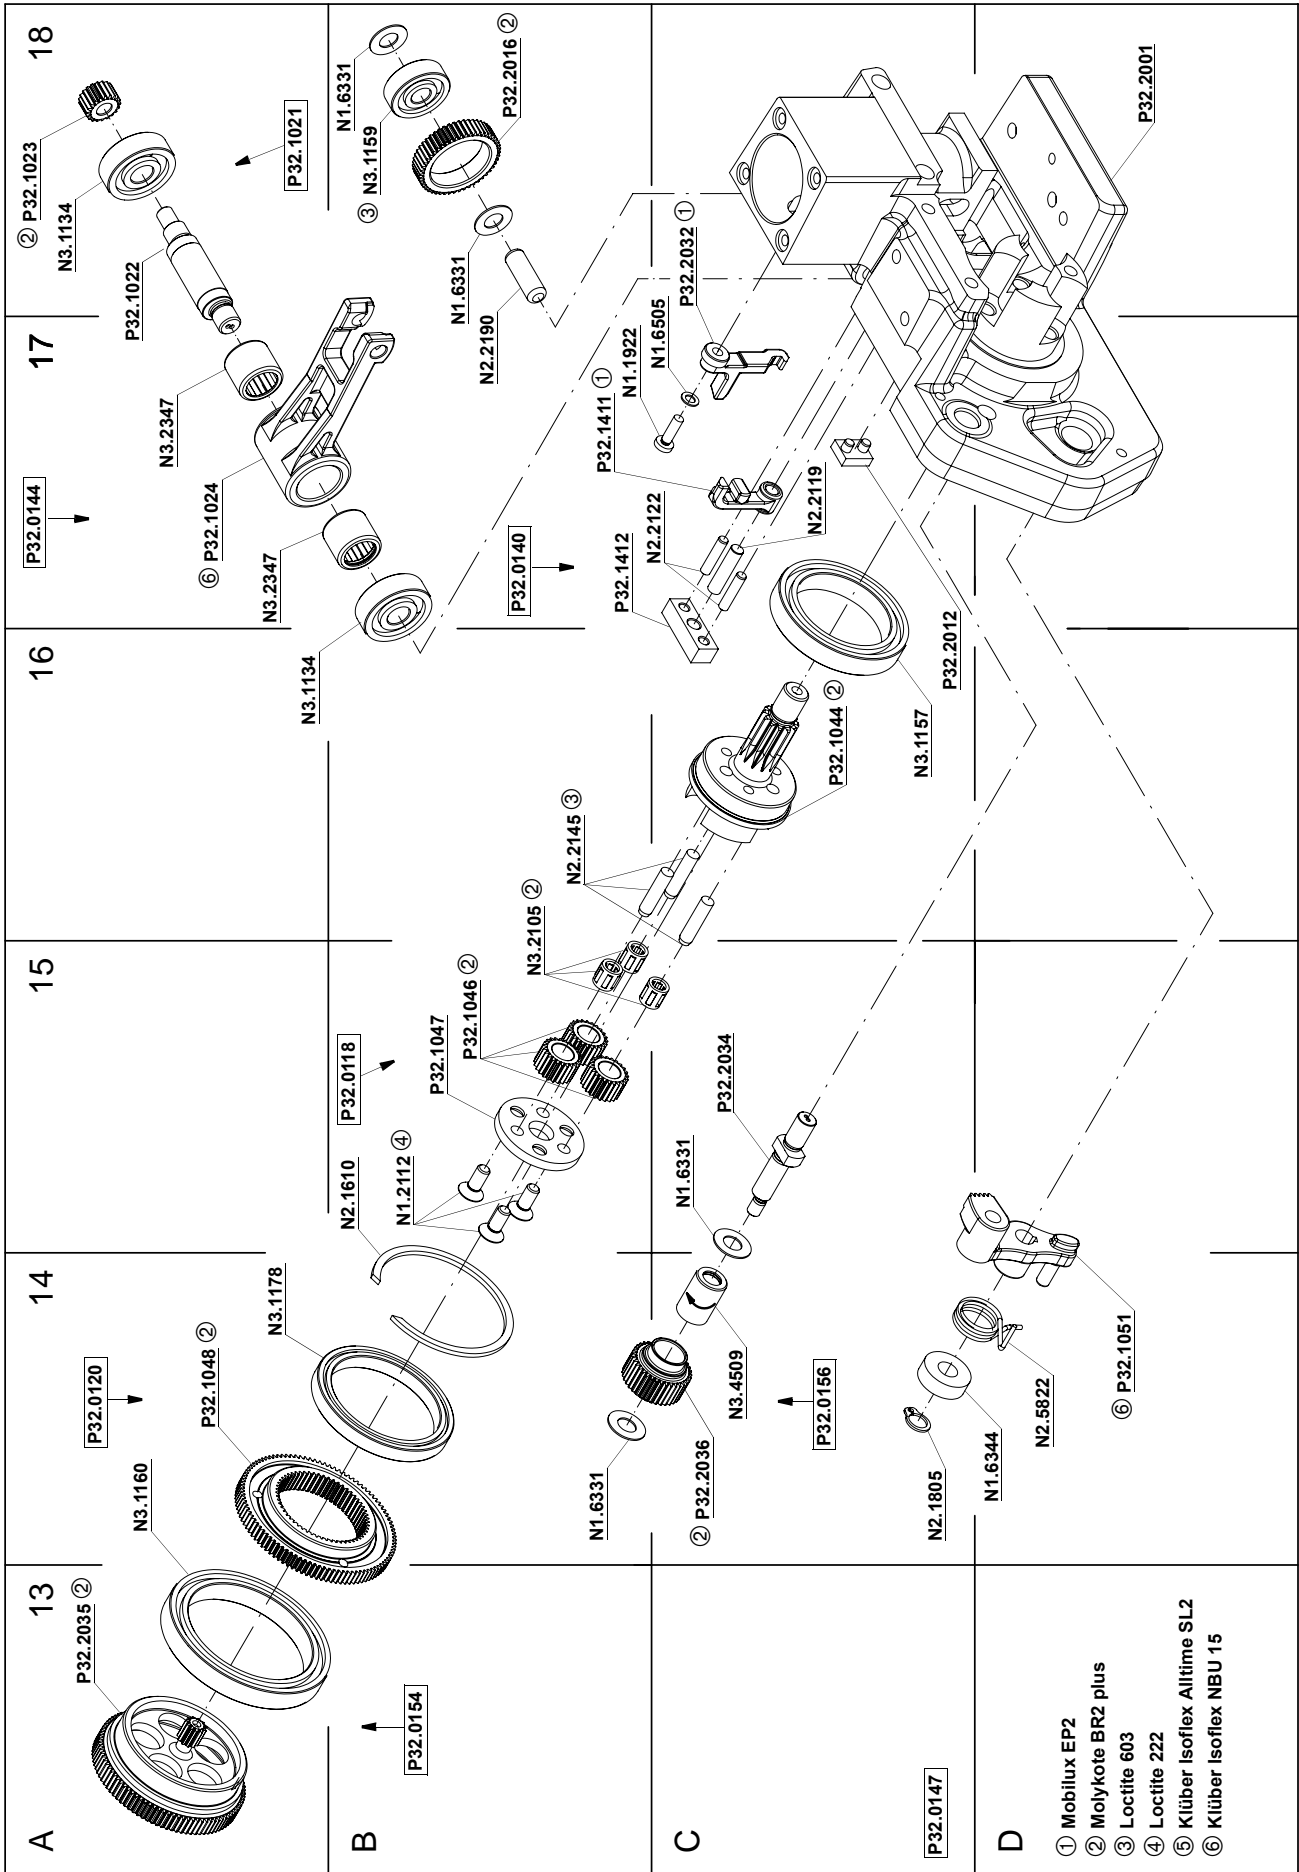 A
B
C
D
13
14
15
16
17
18
P32.2035 ②
N3.1160
P32.0154
P32.0120
P32.1048 ②
N3.1178
N2.1610
N1.2112 ④
P32.0118
P32.1047
P32.1046 ②
N3.2105 ②
N2.2145 ③
P32.1044 ②
N3.1157
N3.1134
N3.2347
⑥ P32.1024
P32.0144
N3.2347
P32.1022
N3.1134
② P32.1023
P32.1021
N1.6331
③ N3.1159
P32.2016 ②
N1.6331
N2.2190
P32.0140
P32.1412
N2.2122
P32.1411 ①
N2.2119
N1.1922
N1.6505
P32.2032 ①
P32.2012
P32.2001
N1.6331
② P32.2036
N3.4509
P32.0156
N1.6331
P32.2034
N2.1805
N1.6344
N2.5822
⑥ P32.1051
P32.0147
① Mobilux EP2
② Molykote BR2 plus
③ Loctite 603
④ Loctite 222
⑤ Klüber Isoflex Alltime SL2
⑥ Klüber Isoflex NBU 15